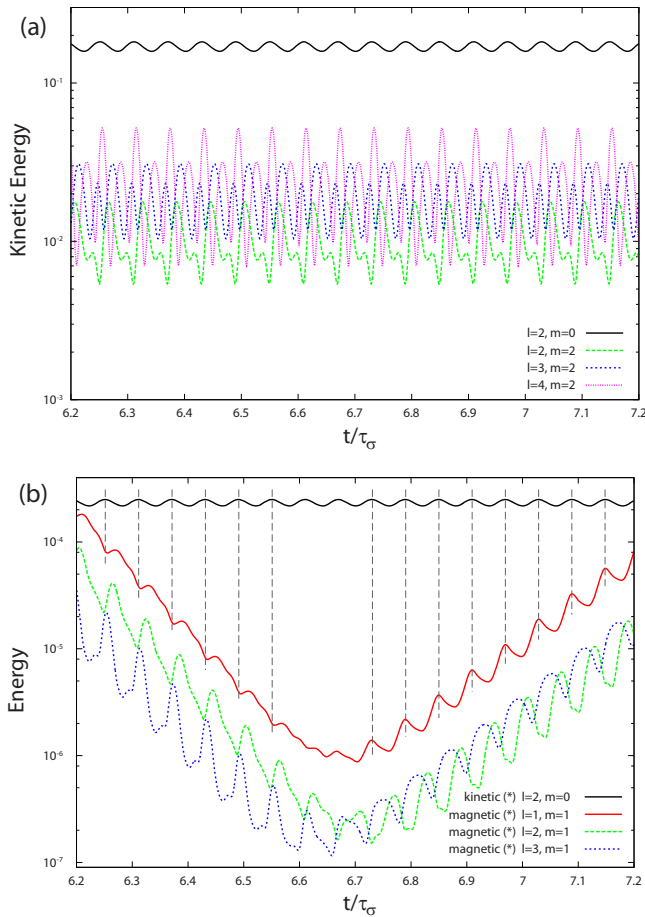 (a)
Kinetic Energy
10⁻¹
10⁻²
10⁻³
l=2, m=0
l=2, m=2
l=3, m=2
l=4, m=2
6.2 6.3 6.4 6.5 6.6 6.7 6.8 6.9 7 7.1 7.2
t/τσ
(b)
Energy
10⁻⁴
10⁻⁵
10⁻⁶
10⁻⁷
kinetic (*) l=2, m=0
magnetic (*) l=1, m=1
magnetic (*) l=2, m=1
magnetic (*) l=3, m=1
6.2 6.3 6.4 6.5 6.6 6.7 6.8 6.9 7 7.1 7.2
t/τσ